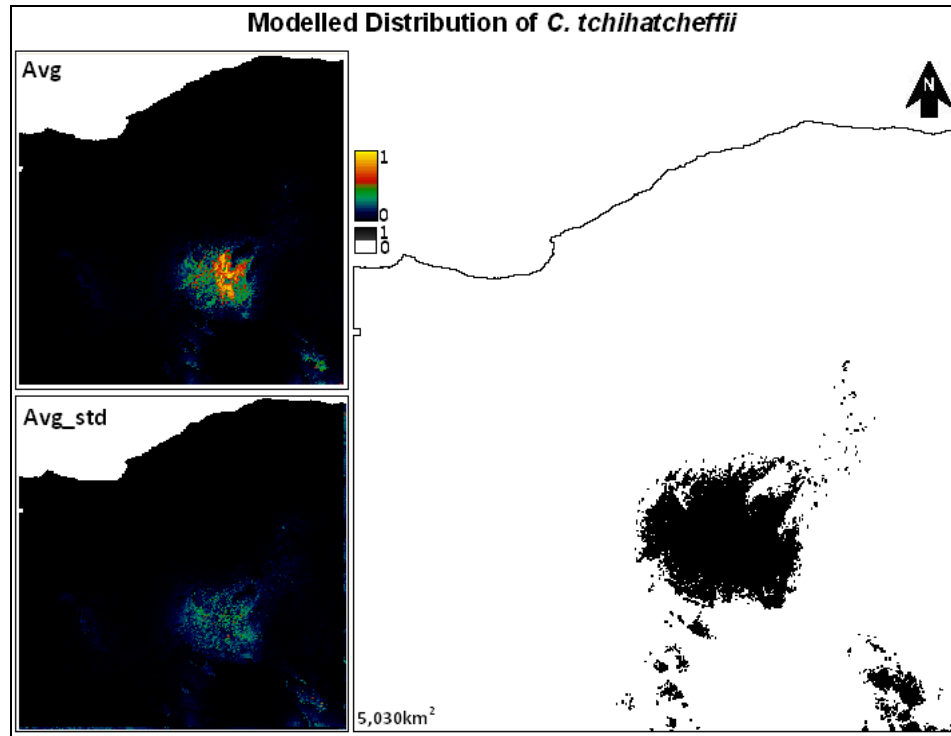 Modelled Distribution of C. tchihatcheffii
Avg
N
1
0
1
0
Avg_std
5,030km²